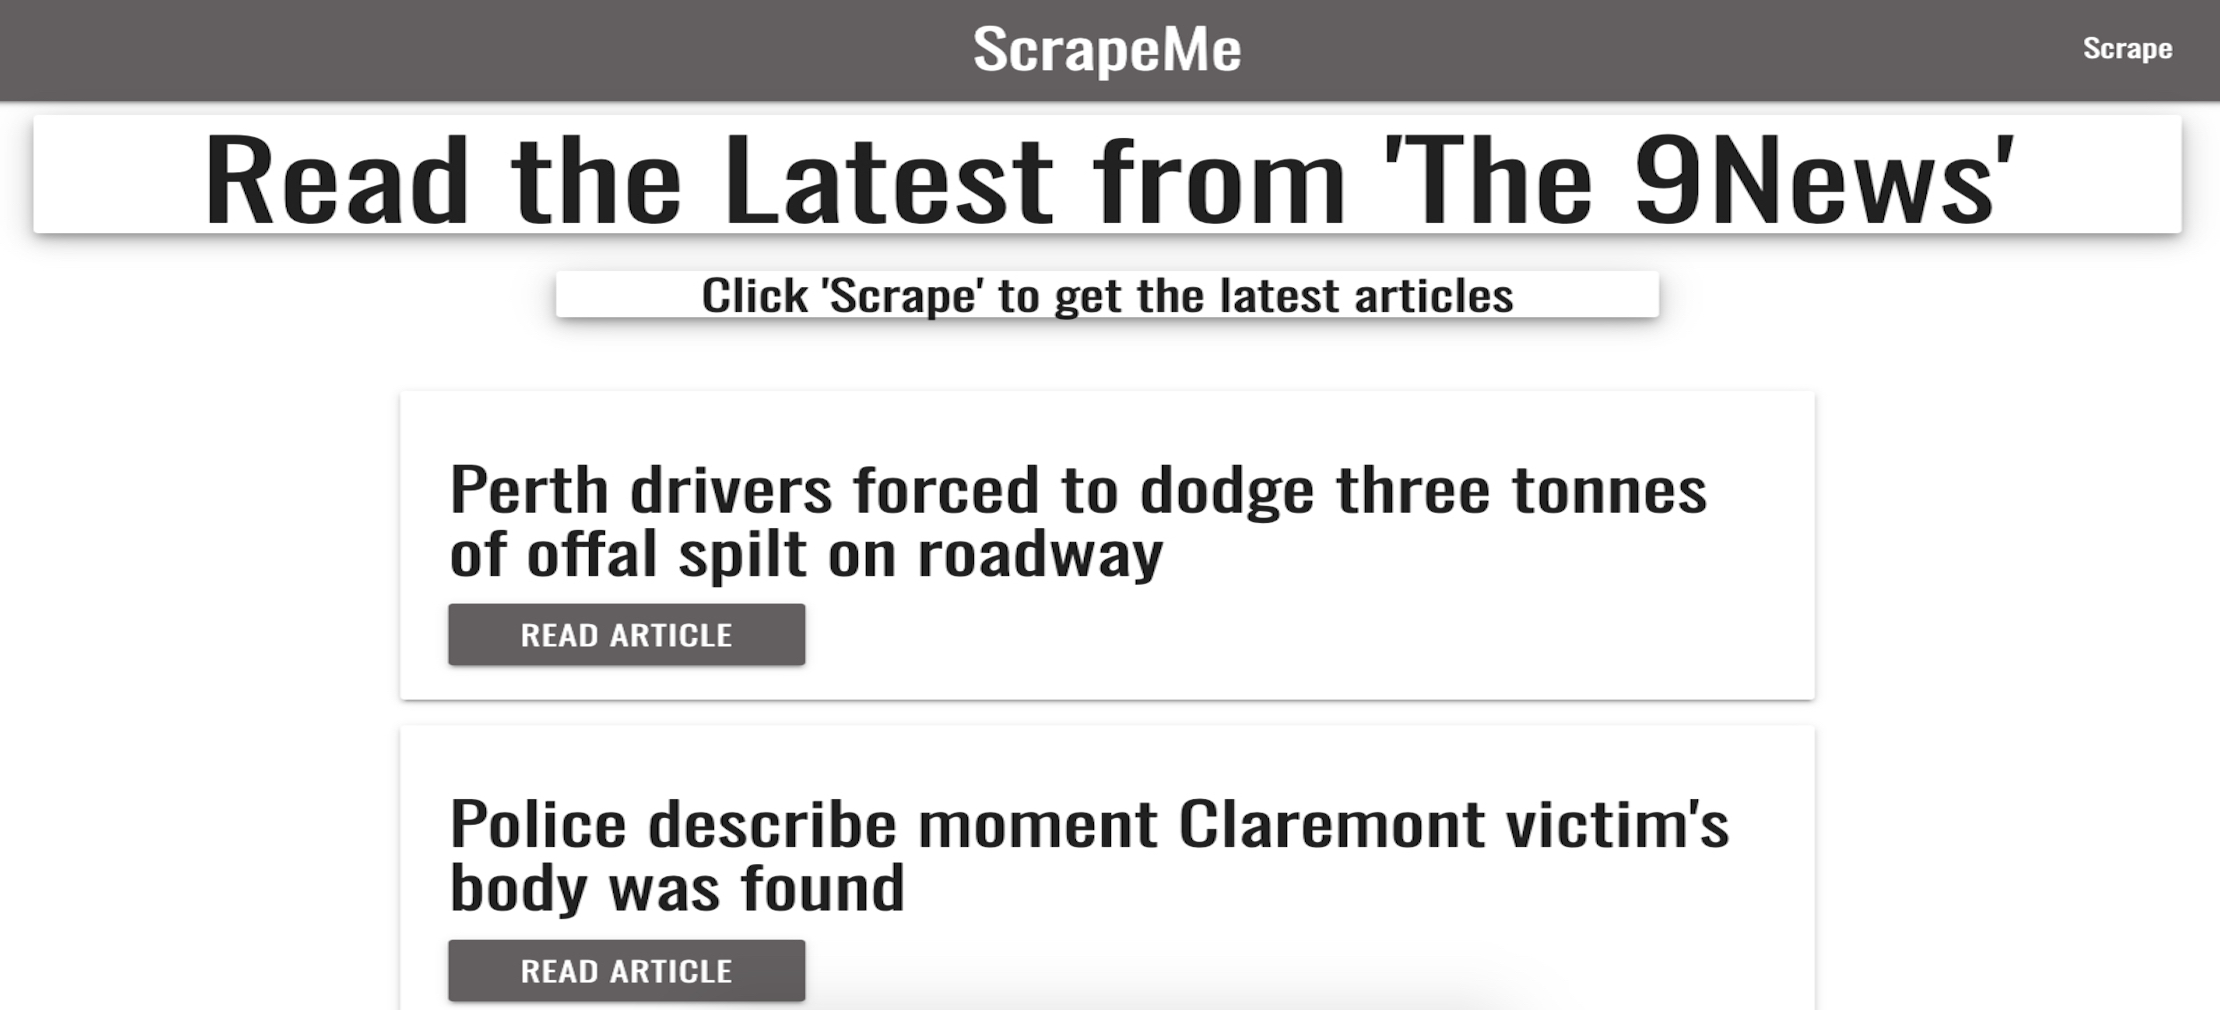 ScrapeMe
Scrape
Read the Latest from 'The 9News'
Click 'Scrape' to get the latest articles
Perth drivers forced to dodge three tonnes
of offal spilt on roadway
READ ARTICLE
Police describe moment Claremont victim's
body was found
READ ARTICLE